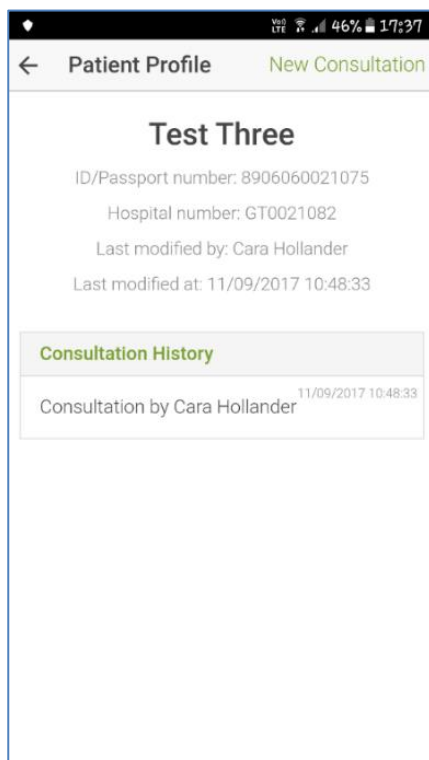 VoO LTE 46% 17:37
← Patient Profile New Consultation
Test Three
ID/Passport number: 8906060021075
Hospital number: GT0021082
Last modified by: Cara Hollander
Last modified at: 11/09/2017 10:48:33
Consultation History
11/09/2017 10:48:33
Consultation by Cara Hollander